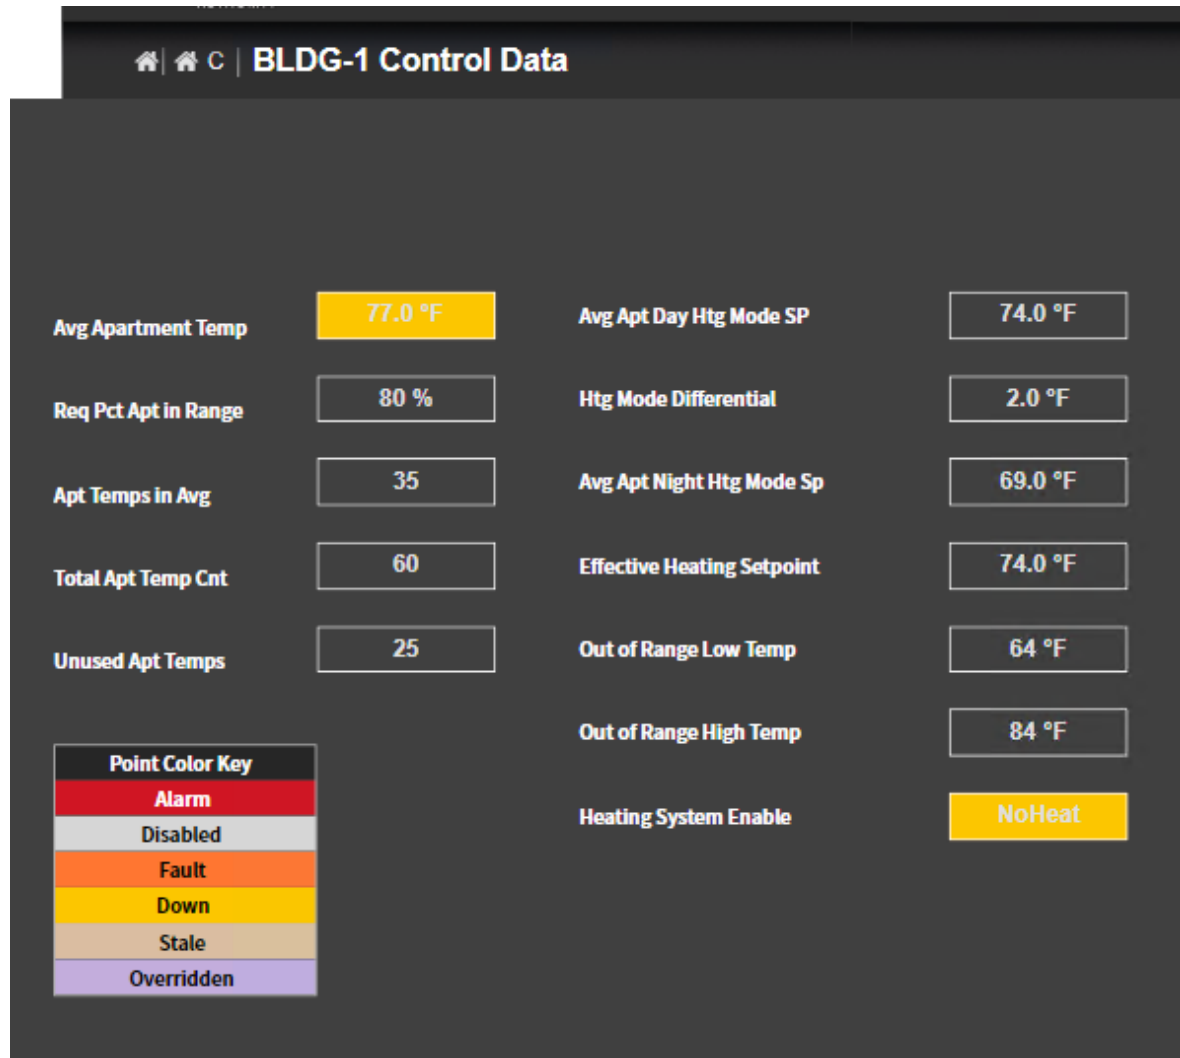 C | BLDG-1 Control Data
Avg Apartment Temp 77.0 °F
Req Pct Apt in Range 80 %
Apt Temps in Avg 35
Total Apt Temp Cnt 60
Unused Apt Temps 25
Point Color Key
Alarm
Disabled
Fault
Down
Stale
Overridden
Avg Apt Day Htg Mode SP 74.0 °F
Htg Mode Differential 2.0 °F
Avg Apt Night Htg Mode Sp 69.0 °F
Effective Heating Setpoint 74.0 °F
Out of Range Low Temp 64 °F
Out of Range High Temp 84 °F
Heating System Enable NoHeat